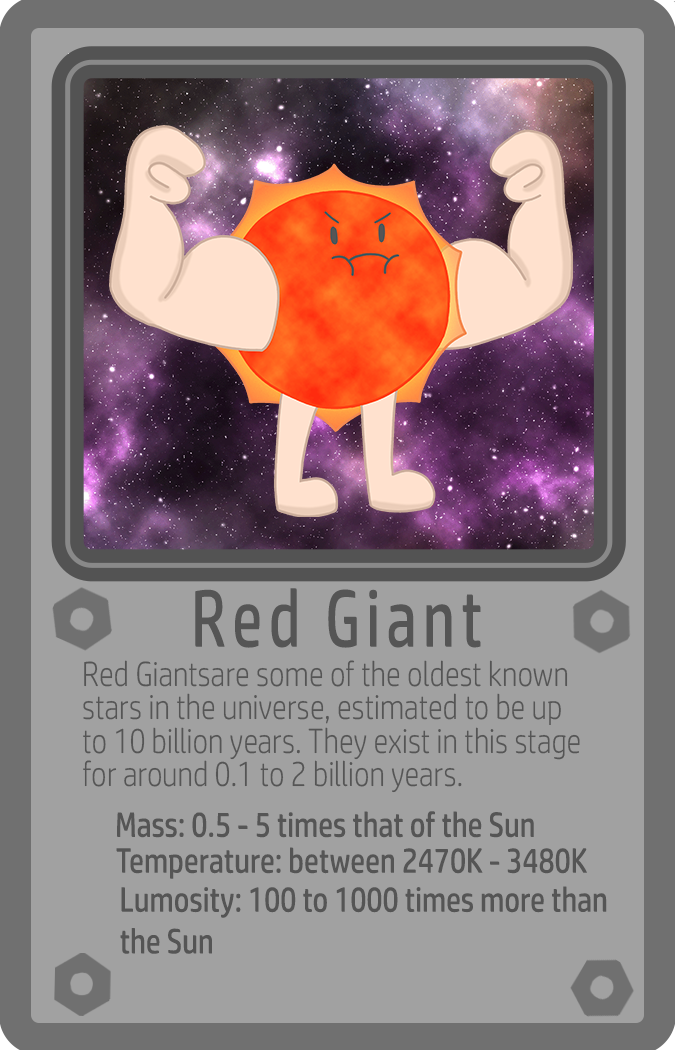 Red Giant
Red Giantsare some of the oldest known
stars in the universe, estimated to be up
to 10 billion years. They exist in this stage
for around 0.1 to 2 billion years.
Mass: 0.5 - 5 times that of the Sun
Temperature: between 2470K - 3480K
Lumosity: 100 to 1000 times more than
the Sun